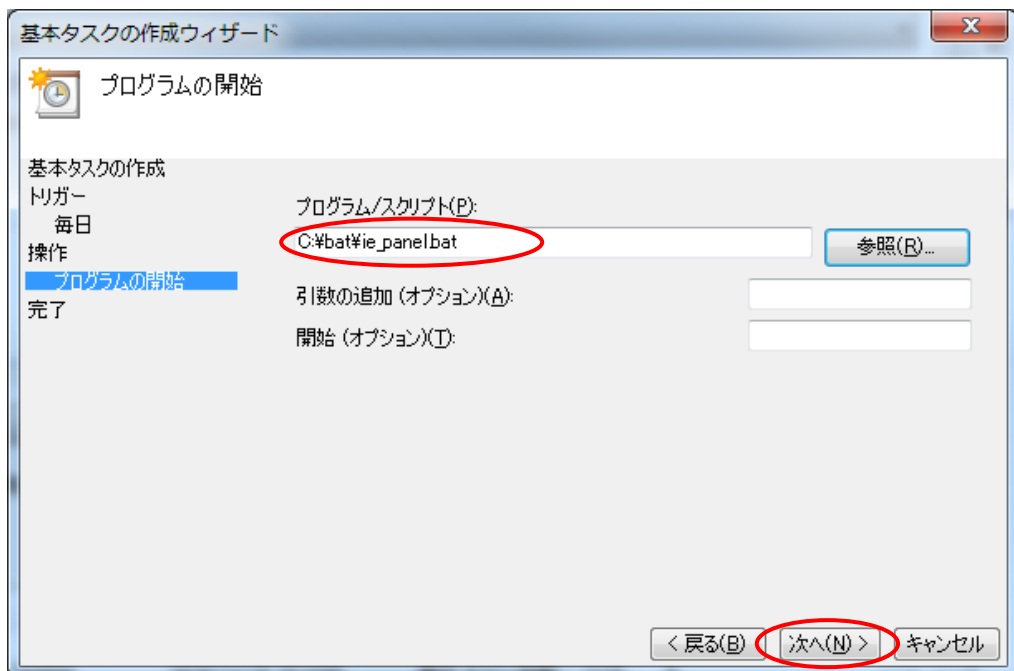 基本タスクの作成ウィザード
プログラムの開始
基本タスクの作成
トリガー
毎日
操作
プログラムの開始
完了
プログラム/スクリプト(P):
C:¥bat¥ie_panel.bat
参照(R)...
引数の追加 (オプション)(A):
開始 (オプション)(T):
< 戻る(B)
次へ(N) >
キャンセル